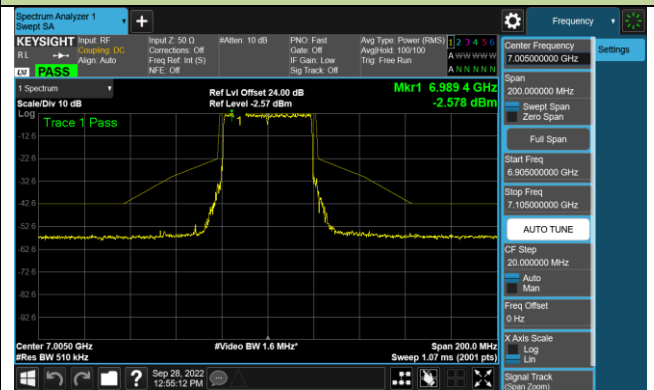 Spectrum Analyzer 1
Swept SA
Frequency
KEYSIGHT
Input: RF
Coupling: DC
Align: Auto
Input Z: 50 Ω
Corrections: Off
Freq Ref: Int (S)
NFE: Off
#Atten: 10 dB
PNO: Fast
Gate: Off
IF Gain: Low
Sig Track: Off
Avg Type: Power (RMS)
Avg|Hold: 100/100
Trig: Free Run
1 2 3 4 5 6
A W W W W W
A N N N N N
RL
LXI
PASS
1 Spectrum
Scale/Div 10 dB
Ref Lvl Offset 24.00 dB
Ref Level -2.57 dBm
Mkr1 6.989 4 GHz
-2.578 dBm
Log
Trace 1 Pass
1
-12.6
-22.6
-32.6
-42.6
-52.6
-62.6
-72.6
-82.6
-92.6
Center 7.0050 GHz
#Res BW 510 kHz
#Video BW 1.6 MHz*
Span 200.0 MHz
Sweep 1.07 ms (2001 pts)
Sep 28, 2022
12:55:12 PM
Center Frequency
7.005000000 GHz
Settings
Span
200.000000 MHz
Swept Span
Zero Span
Full Span
Start Freq
6.905000000 GHz
Stop Freq
7.105000000 GHz
AUTO TUNE
CF Step
20.000000 MHz
Auto
Man
Freq Offset
0 Hz
X Axis Scale
Log
Lin
Signal Track
(Span Zoom)